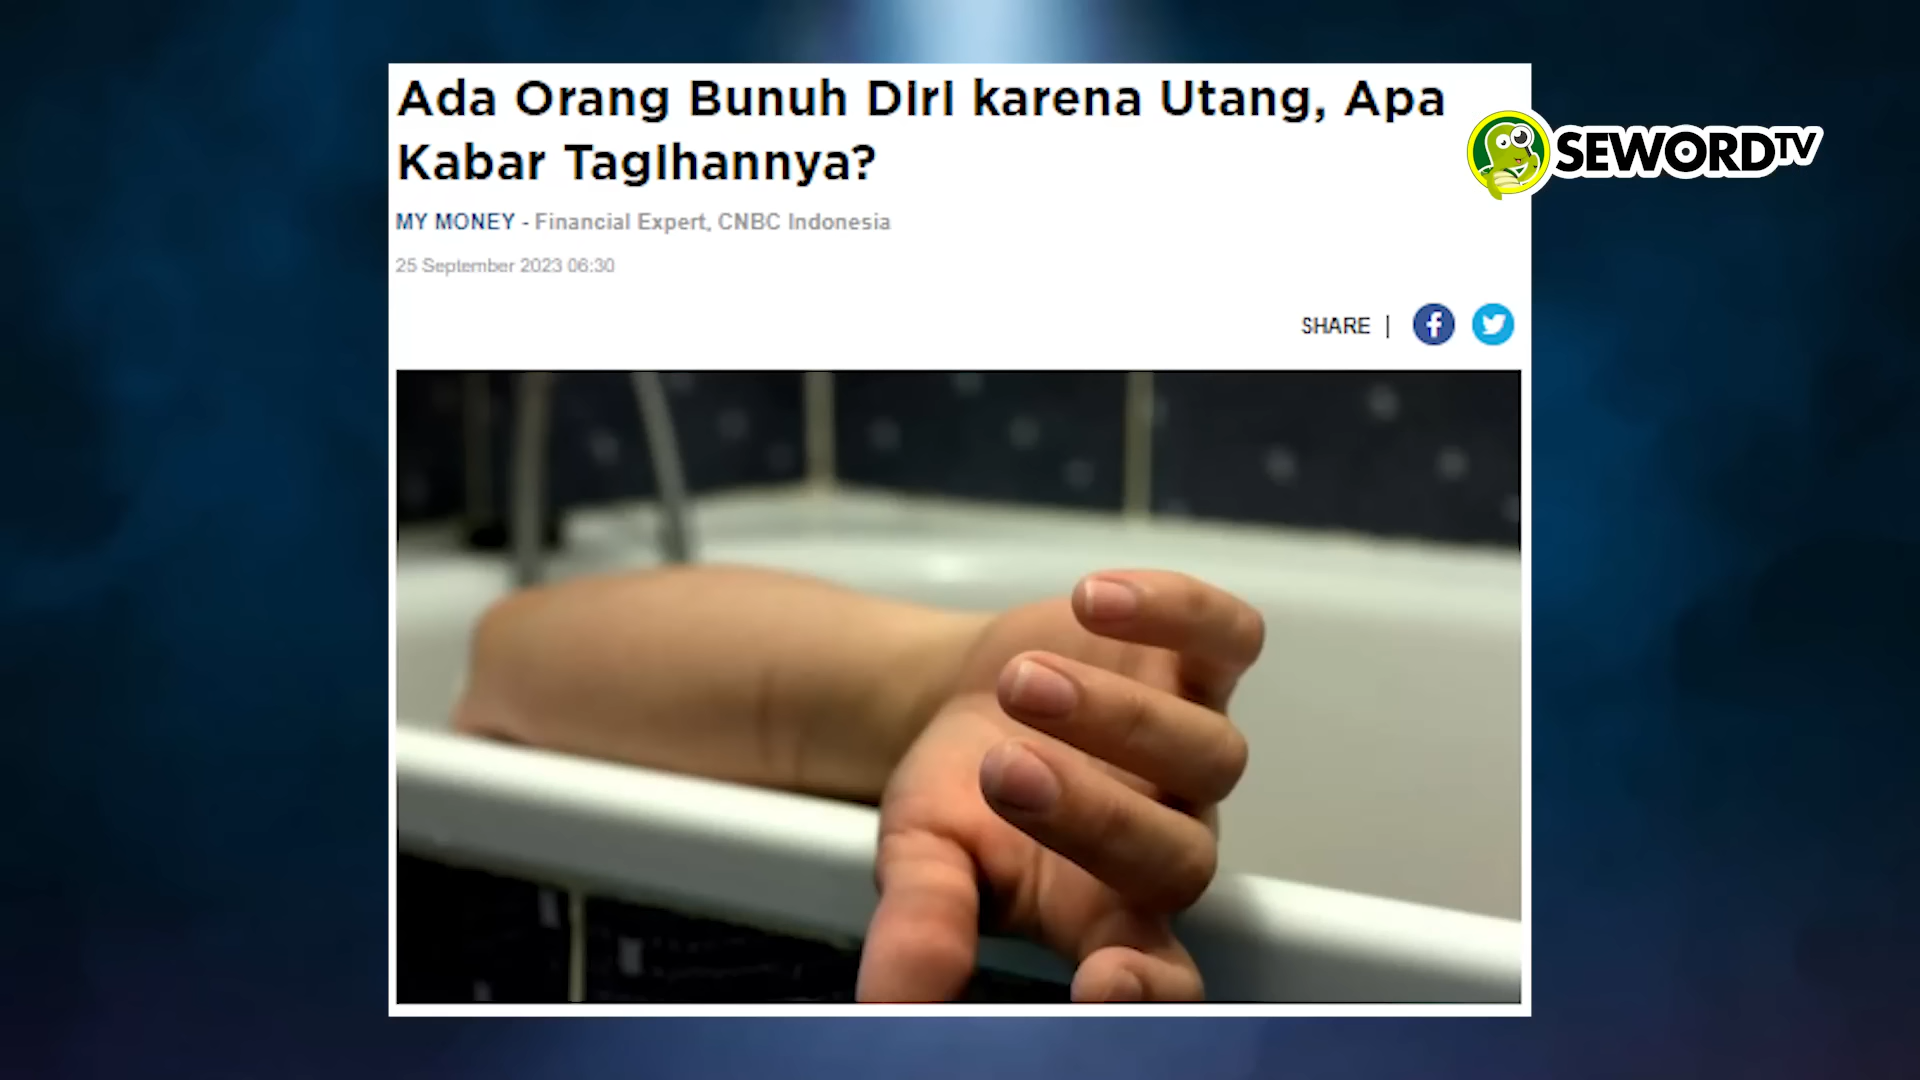 Ada Orang Bunuh Diri karena Utang, Apa
Kabar Tagihannya?
SEWORDTV
MY MONEY - Financial Expert, CNBC Indonesia
25 September 2023 06:30
SHARE |